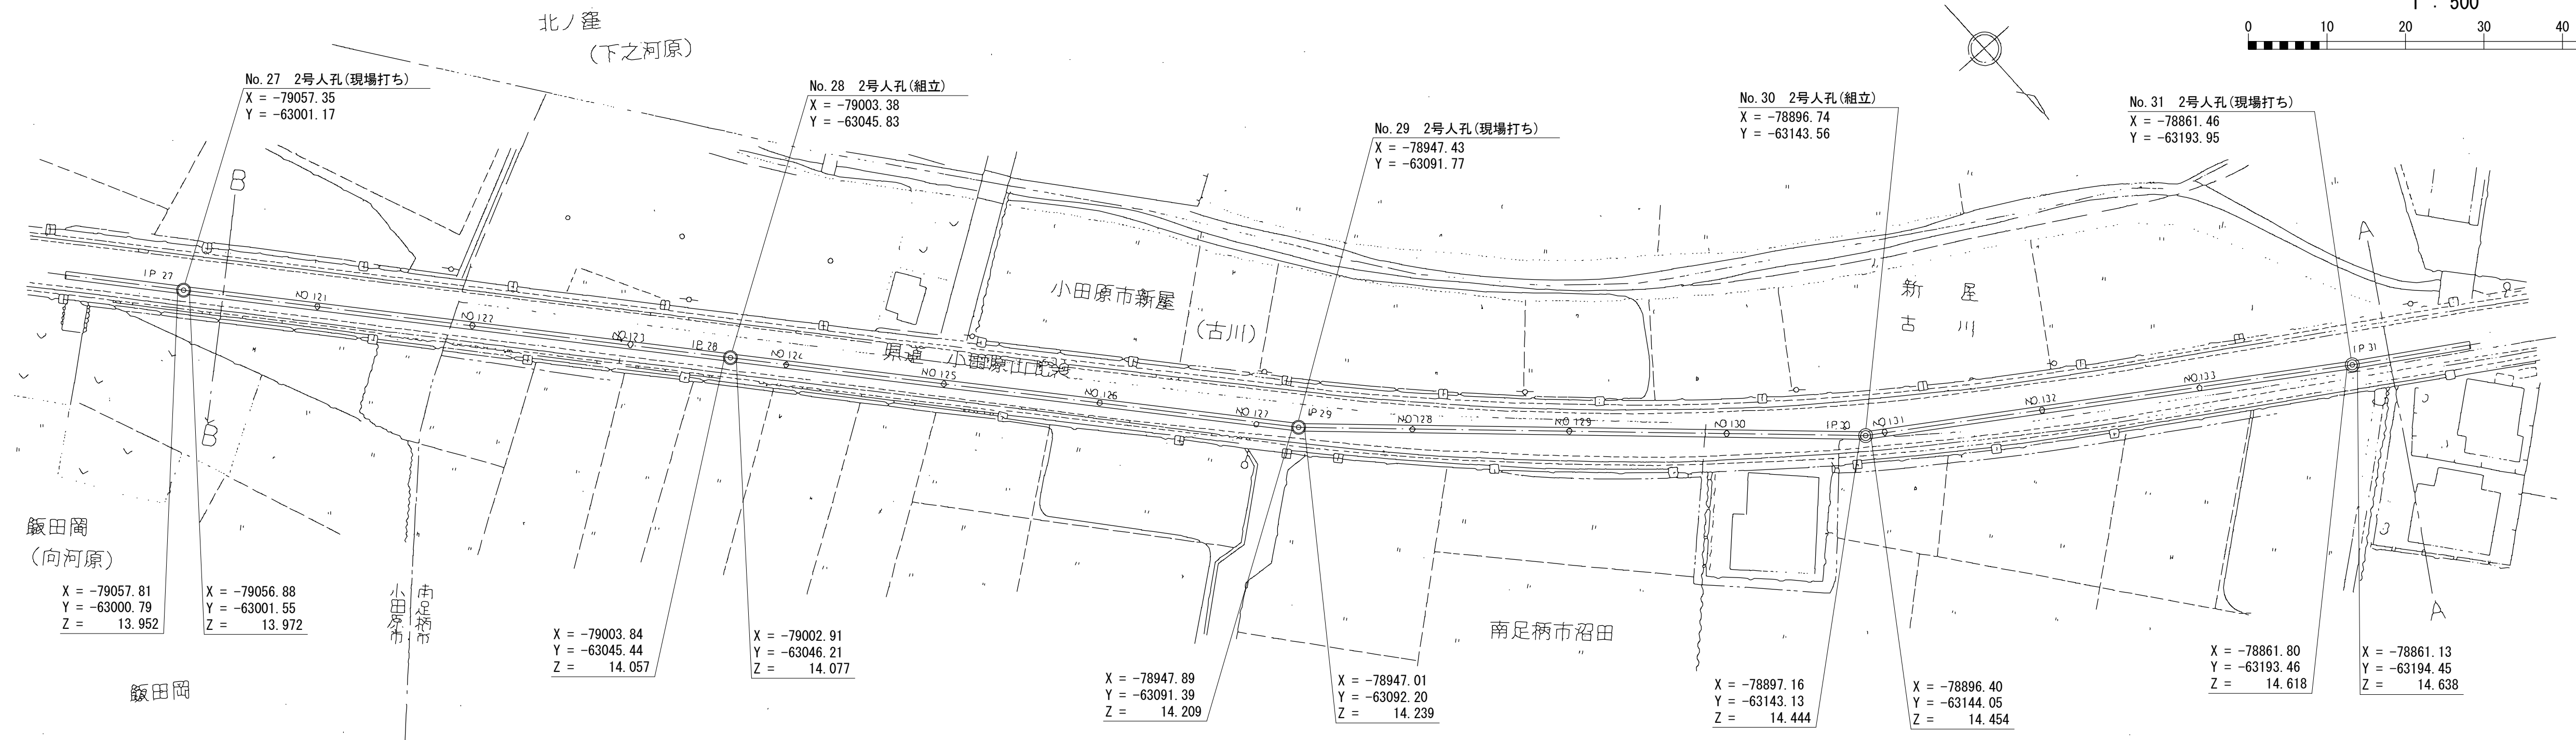 北ノ窪
(下之河原)
1 : 500
0 10 20 30 40
No.27 2号人孔(現場打ち)
X = -79057.35
Y = -63001.17
No.28 2号人孔(組立)
X = -79003.38
Y = -63045.83
No.29 2号人孔(現場打ち)
X = -78947.43
Y = -63091.77
No.30 2号人孔(組立)
X = -78896.74
Y = -63143.56
No.31 2号人孔(現場打ち)
X = -78861.46
Y = -63193.95
B
B
A
A
IP 27
NO 121
NO 122
NO 123
IP 28
NO 124
NO 125
NO 126
NO 127
IP 29
NO 128
NO 129
NO 130
IP 30
NO 131
NO 132
NO 133
IP 31
小田原市新屋
(古川)
新屋
古川
県道 小田原山北線
飯田岡
(向河原)
飯田岡
小田原市
南足柄市
南足柄市沼田
X = -79057.81
Y = -63000.79
Z = 13.952
X = -79056.88
Y = -63001.55
Z = 13.972
X = -79003.84
Y = -63045.44
Z = 14.057
X = -79002.91
Y = -63046.21
Z = 14.077
X = -78947.89
Y = -63091.39
Z = 14.209
X = -78947.01
Y = -63092.20
Z = 14.239
X = -78897.16
Y = -63143.13
Z = 14.444
X = -78896.40
Y = -63144.05
Z = 14.454
X = -78861.80
Y = -63193.46
Z = 14.618
X = -78861.13
Y = -63194.45
Z = 14.638